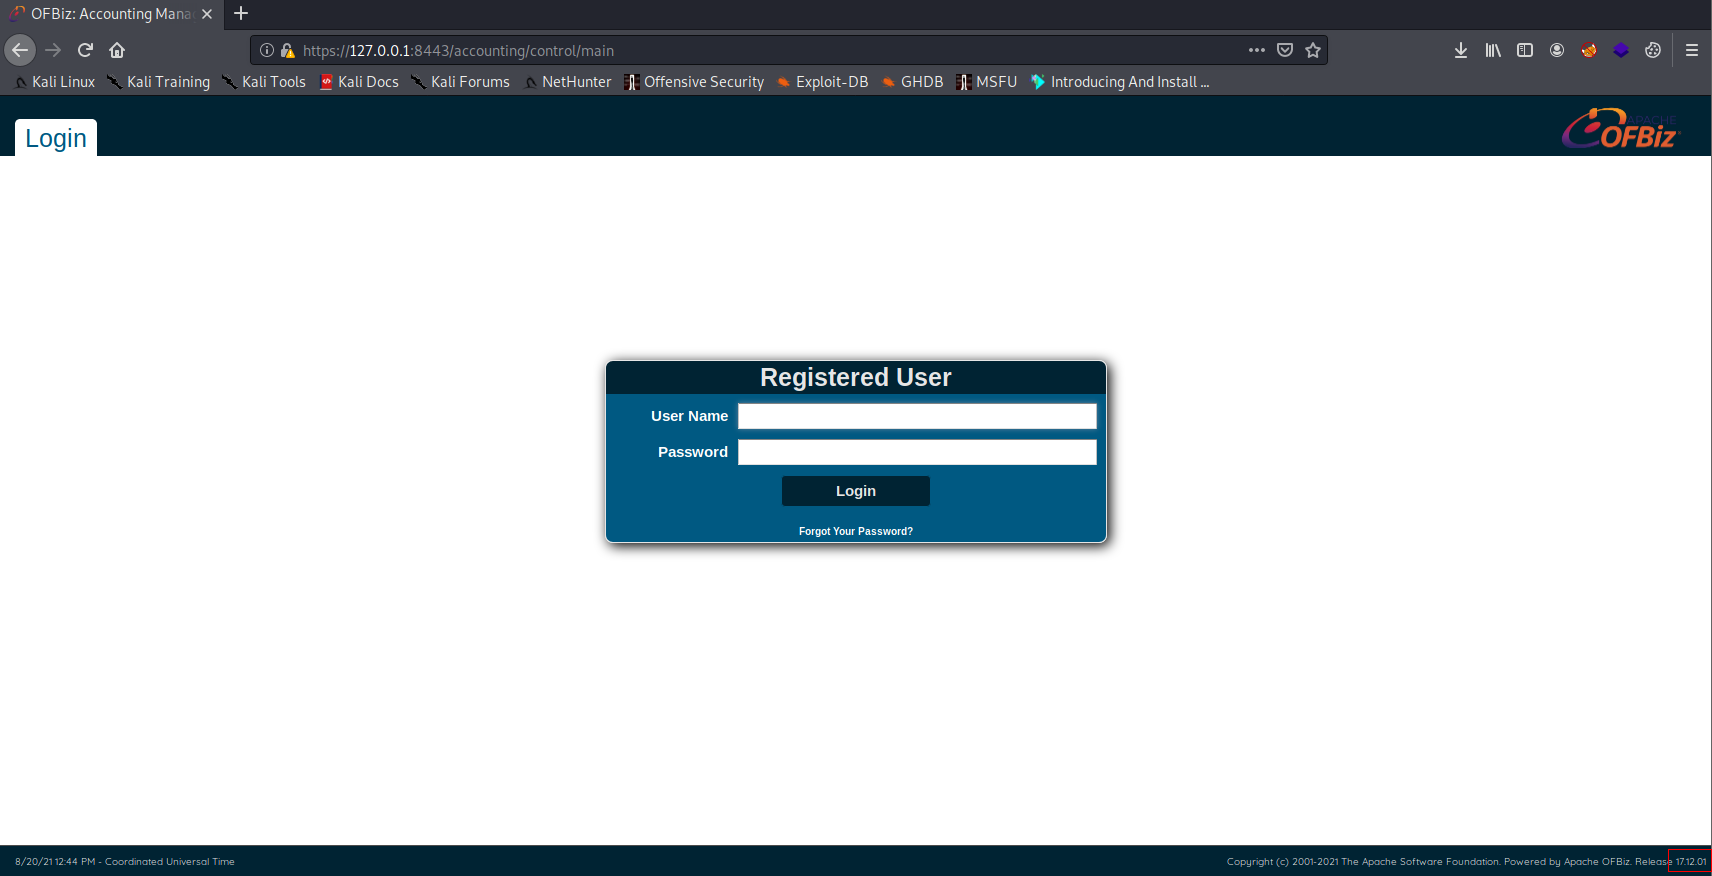 OFBiz: Accounting Mana
https://127.0.0.1:8443/accounting/control/main
Kali Linux Kali Training Kali Tools Kali Docs Kali Forums NetHunter Offensive Security Exploit-DB GHDB MSFU Introducing And Install ...
Login
APACHE
OFBiz
Registered User
User Name
Password
Login
Forgot Your Password?
8/20/21 12:44 PM - Coordinated Universal Time
Copyright (c) 2001-2021 The Apache Software Foundation. Powered by Apache OFBiz. Release 17.12.01